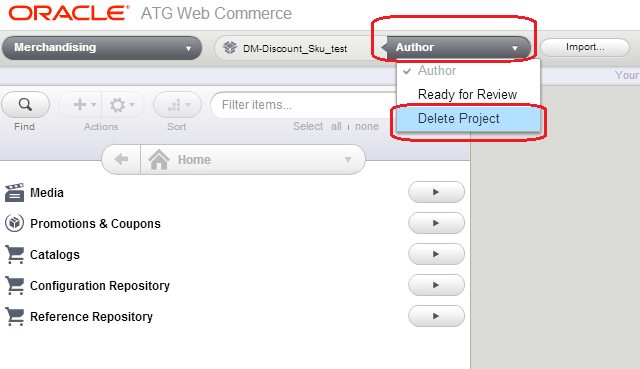 ORACLE ATG Web Commerce
Merchandising DM-Discount_Sku_test Author Import...
Author
Your
Ready for Review
Delete Project
Filter items...
Find Actions Sort Select all none
Home
Media
Promotions & Coupons
Catalogs
Configuration Repository
Reference Repository